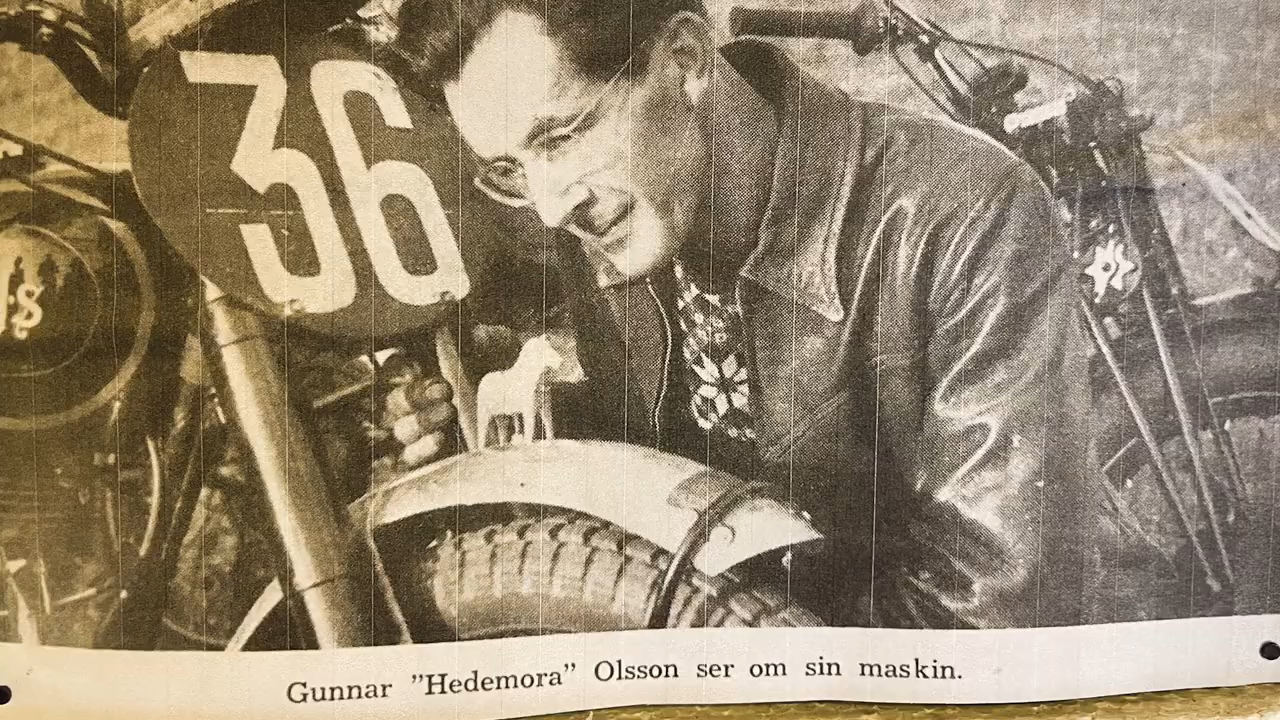 36
Gunnar ”Hedemora” Olsson ser om sin maskin.